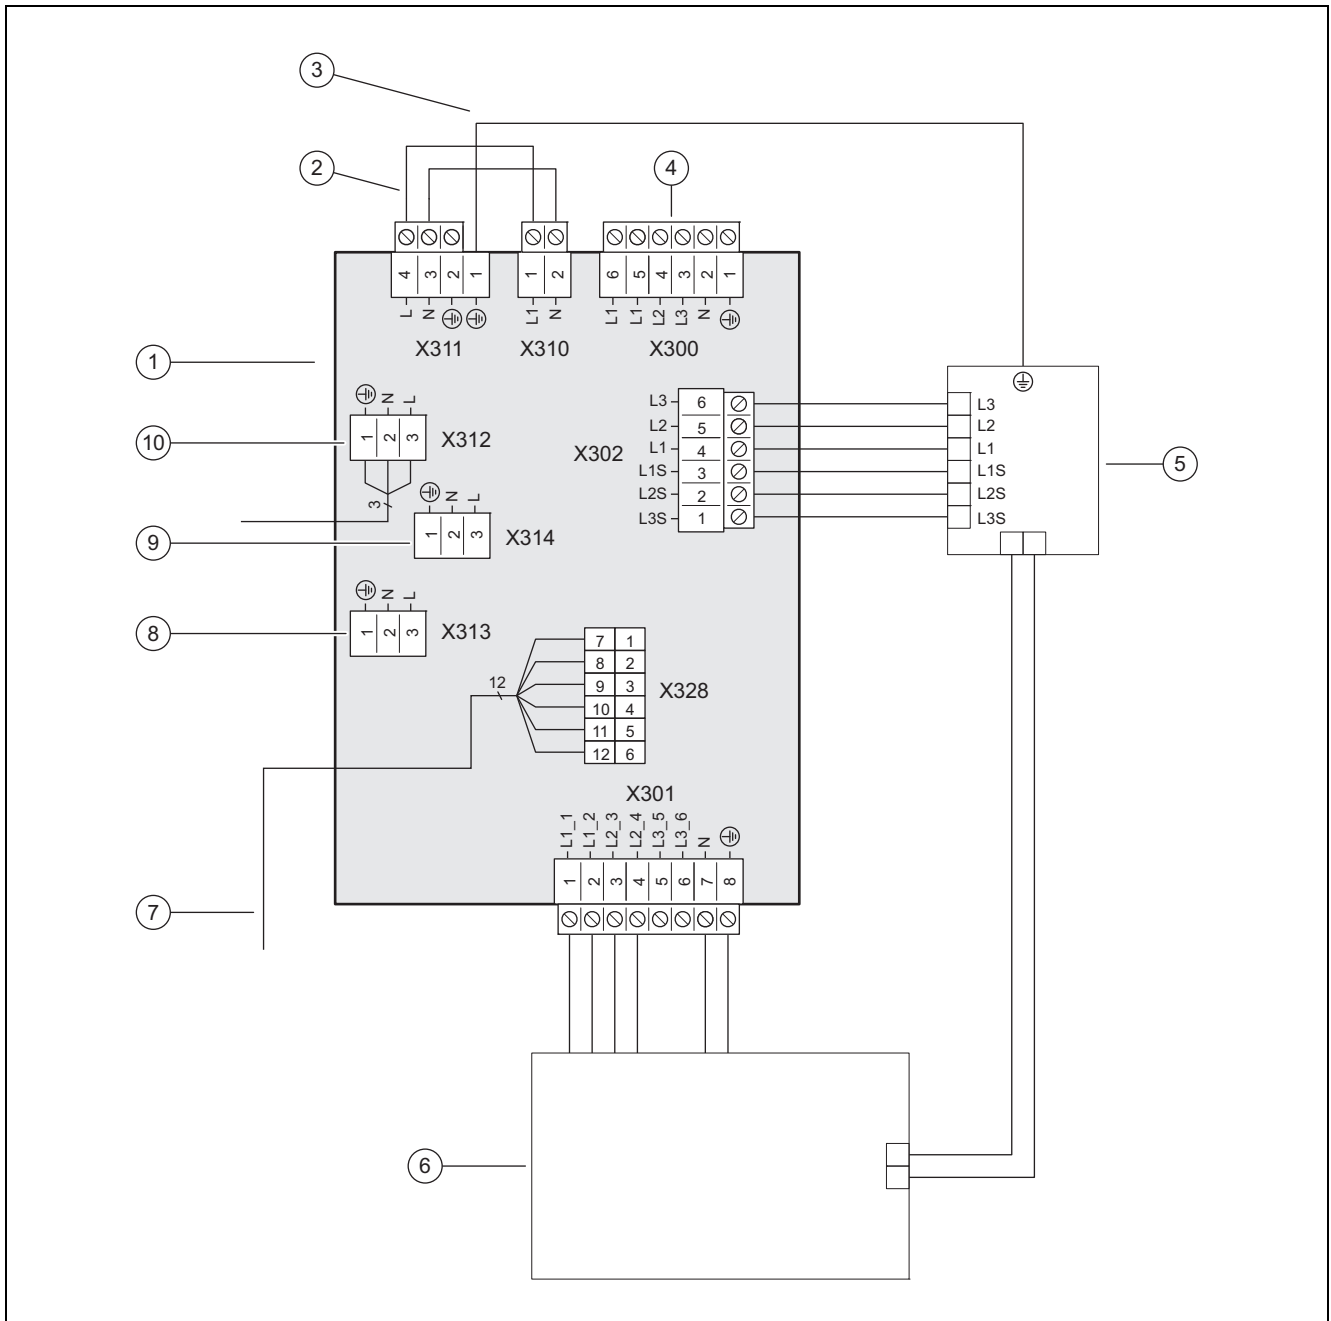 3
2
4
4 3 2 1
1 2
6 5 4 3 2 1
L N
L1 N
L1 L1 L2 L3 N
X311
X310
X300
1
N L
10
1 2 3
X312
3
L3 6
L2 5
X302
L1 4
L1S 3
L2S 2
L3S 1
L3
L2
L1
L1S
L2S
L3S
5
N L
9
1 2 3
X314
N L
8
1 2 3
X313
12
7 1
8 2
9 3
10 4
11 5
12 6
X328
X301
L1_1 L1_2 L2_3 L2_4 L3_5 L3_6 N
1 2 3 4 5 6 7 8
7
6